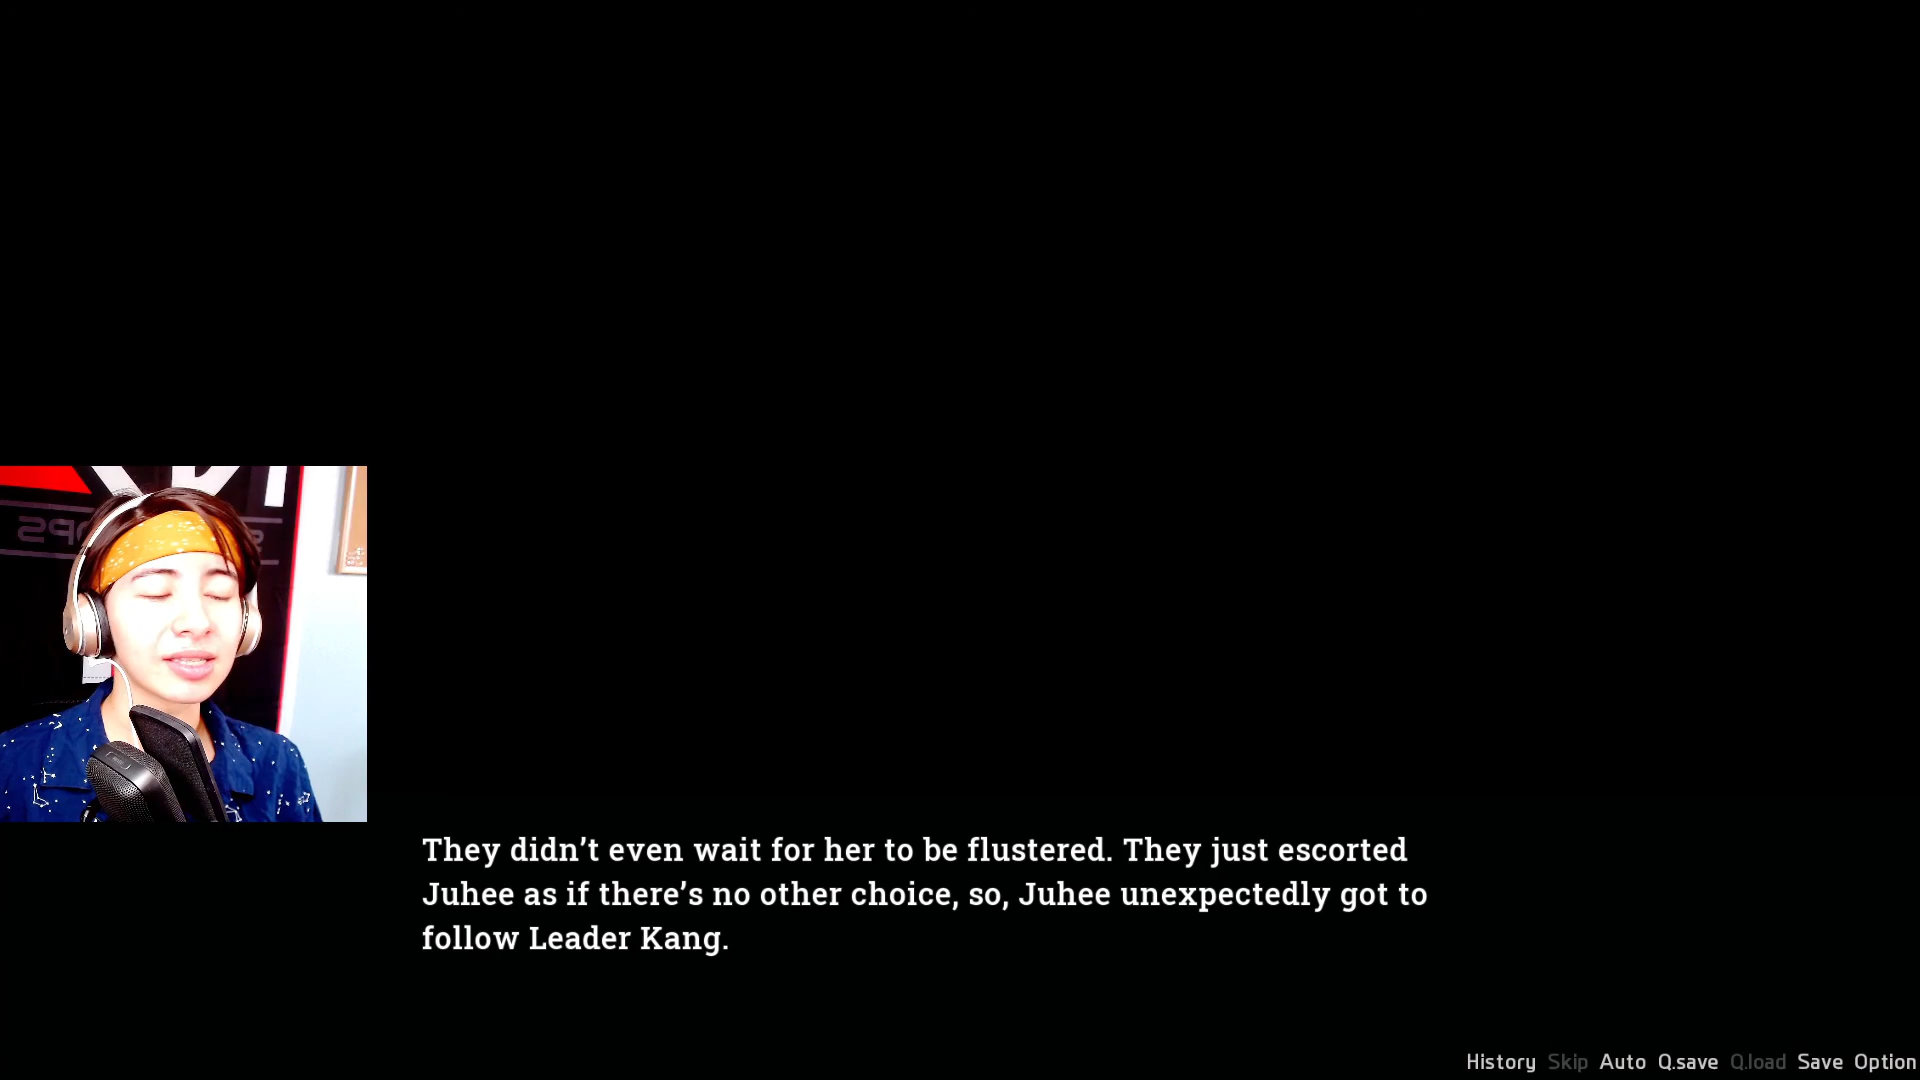 They didn’t even wait for her to be flustered. They just escorted
Juhee as if there’s no other choice, so, Juhee unexpectedly got to
follow Leader Kang.
History Skip Auto Q.save Q.load Save Option